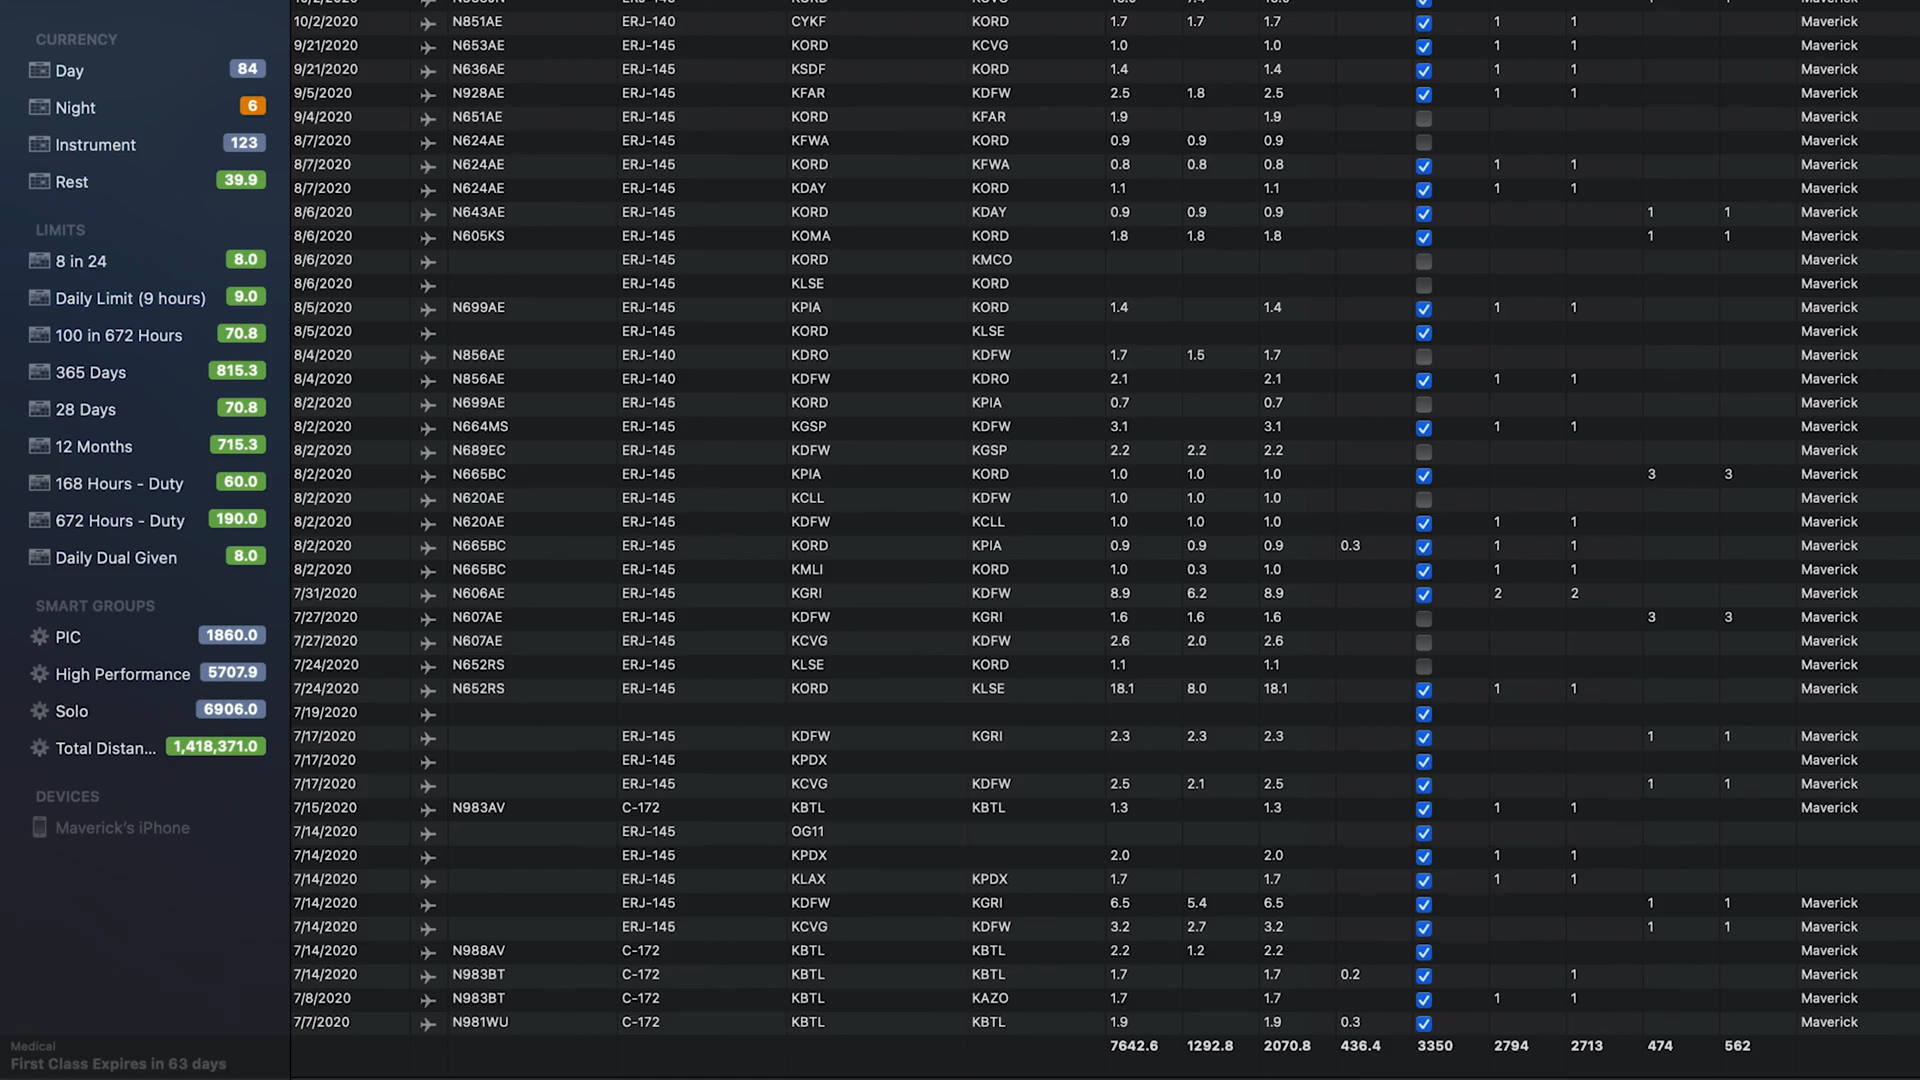 CURRENCY
Day 84
Night 6
Instrument 123
Rest 39.9
LIMITS
8 in 24 8.0
Daily Limit (9 hours) 9.0
100 in 672 Hours 70.8
365 Days 815.3
28 Days 70.8
12 Months 715.3
168 Hours - Duty 60.0
672 Hours - Duty 190.0
Daily Dual Given 8.0
SMART GROUPS
PIC 1860.0
High Performance 5707.9
Solo 6906.0
Total Distan... 1,418,371.0
DEVICES
Maverick's iPhone
Medical
First Class Expires in 63 days
10/2/2020 N851AE ERJ-140 CYKF KORD 1.7 1.7 1.7 1 1 Maverick
9/21/2020 N653AE ERJ-145 KORD KCVG 1.0 1.0 1 1 Maverick
9/21/2020 N636AE ERJ-145 KSDF KORD 1.4 1.4 1 1 Maverick
9/5/2020 N928AE ERJ-145 KFAR KDFW 2.5 1.8 2.5 1 1 Maverick
9/4/2020 N651AE ERJ-145 KORD KFAR 1.9 1.9 Maverick
8/7/2020 N624AE ERJ-145 KFWA KORD 0.9 0.9 0.9 Maverick
8/7/2020 N624AE ERJ-145 KORD KFWA 0.8 0.8 0.8 1 1 Maverick
8/7/2020 N624AE ERJ-145 KDAY KORD 1.1 1.1 1 1 Maverick
8/6/2020 N643AE ERJ-145 KORD KDAY 0.9 0.9 0.9 1 1 Maverick
8/6/2020 N605KS ERJ-145 KOMA KORD 1.8 1.8 1.8 1 1 Maverick
8/6/2020 ERJ-145 KORD KMCO Maverick
8/6/2020 ERJ-145 KLSE KORD Maverick
8/5/2020 N699AE ERJ-145 KPIA KORD 1.4 1.4 1 1 Maverick
8/5/2020 ERJ-145 KORD KLSE Maverick
8/4/2020 N856AE ERJ-140 KDRO KDFW 1.7 1.5 1.7 Maverick
8/4/2020 N856AE ERJ-140 KDFW KDRO 2.1 2.1 1 1 Maverick
8/2/2020 N699AE ERJ-145 KORD KPIA 0.7 0.7 Maverick
8/2/2020 N664MS ERJ-145 KGSP KDFW 3.1 3.1 1 1 Maverick
8/2/2020 N689EC ERJ-145 KDFW KGSP 2.2 2.2 2.2 Maverick
8/2/2020 N665BC ERJ-145 KPIA KORD 1.0 1.0 1.0 3 3 Maverick
8/2/2020 N620AE ERJ-145 KCLL KDFW 1.0 1.0 1.0 Maverick
8/2/2020 N620AE ERJ-145 KDFW KCLL 1.0 1.0 1.0 1 1 Maverick
8/2/2020 N665BC ERJ-145 KORD KPIA 0.9 0.9 0.9 0.3 1 1 Maverick
8/2/2020 N665BC ERJ-145 KMLI KORD 1.0 0.3 1.0 1 1 Maverick
7/31/2020 N606AE ERJ-145 KGRI KDFW 8.9 6.2 8.9 2 2 Maverick
7/27/2020 N607AE ERJ-145 KDFW KGRI 1.6 1.6 1.6 3 3 Maverick
7/27/2020 N607AE ERJ-145 KCVG KDFW 2.6 2.0 2.6 Maverick
7/24/2020 N652RS ERJ-145 KLSE KORD 1.1 1.1 Maverick
7/24/2020 N652RS ERJ-145 KORD KLSE 18.1 8.0 18.1 1 1 Maverick
7/19/2020 Maverick
7/17/2020 ERJ-145 KDFW KGRI 2.3 2.3 2.3 1 1 Maverick
7/17/2020 ERJ-145 KPDX Maverick
7/17/2020 ERJ-145 KCVG KDFW 2.5 2.1 2.5 1 1 Maverick
7/15/2020 N983AV C-172 KBTL KBTL 1.3 1.3 1 1 Maverick
7/14/2020 ERJ-145 OG11
7/14/2020 ERJ-145 KPDX 2.0 2.0 1 1
7/14/2020 ERJ-145 KLAX KPDX 1.7 1.7 1 1
7/14/2020 ERJ-145 KDFW KGRI 6.5 5.4 6.5 1 1 Maverick
7/14/2020 ERJ-145 KCVG KDFW 3.2 2.7 3.2 1 1 Maverick
7/14/2020 N988AV C-172 KBTL KBTL 2.2 1.2 2.2 Maverick
7/14/2020 N983BT C-172 KBTL KBTL 1.7 1.7 0.2 1 Maverick
7/8/2020 N983BT C-172 KBTL KAZO 1.7 1.7 1 1 Maverick
7/7/2020 N981WU C-172 KBTL KBTL 1.9 1.9 0.3 Maverick
7642.6 1292.8 2070.8 436.4 3350 2794 2713 474 562